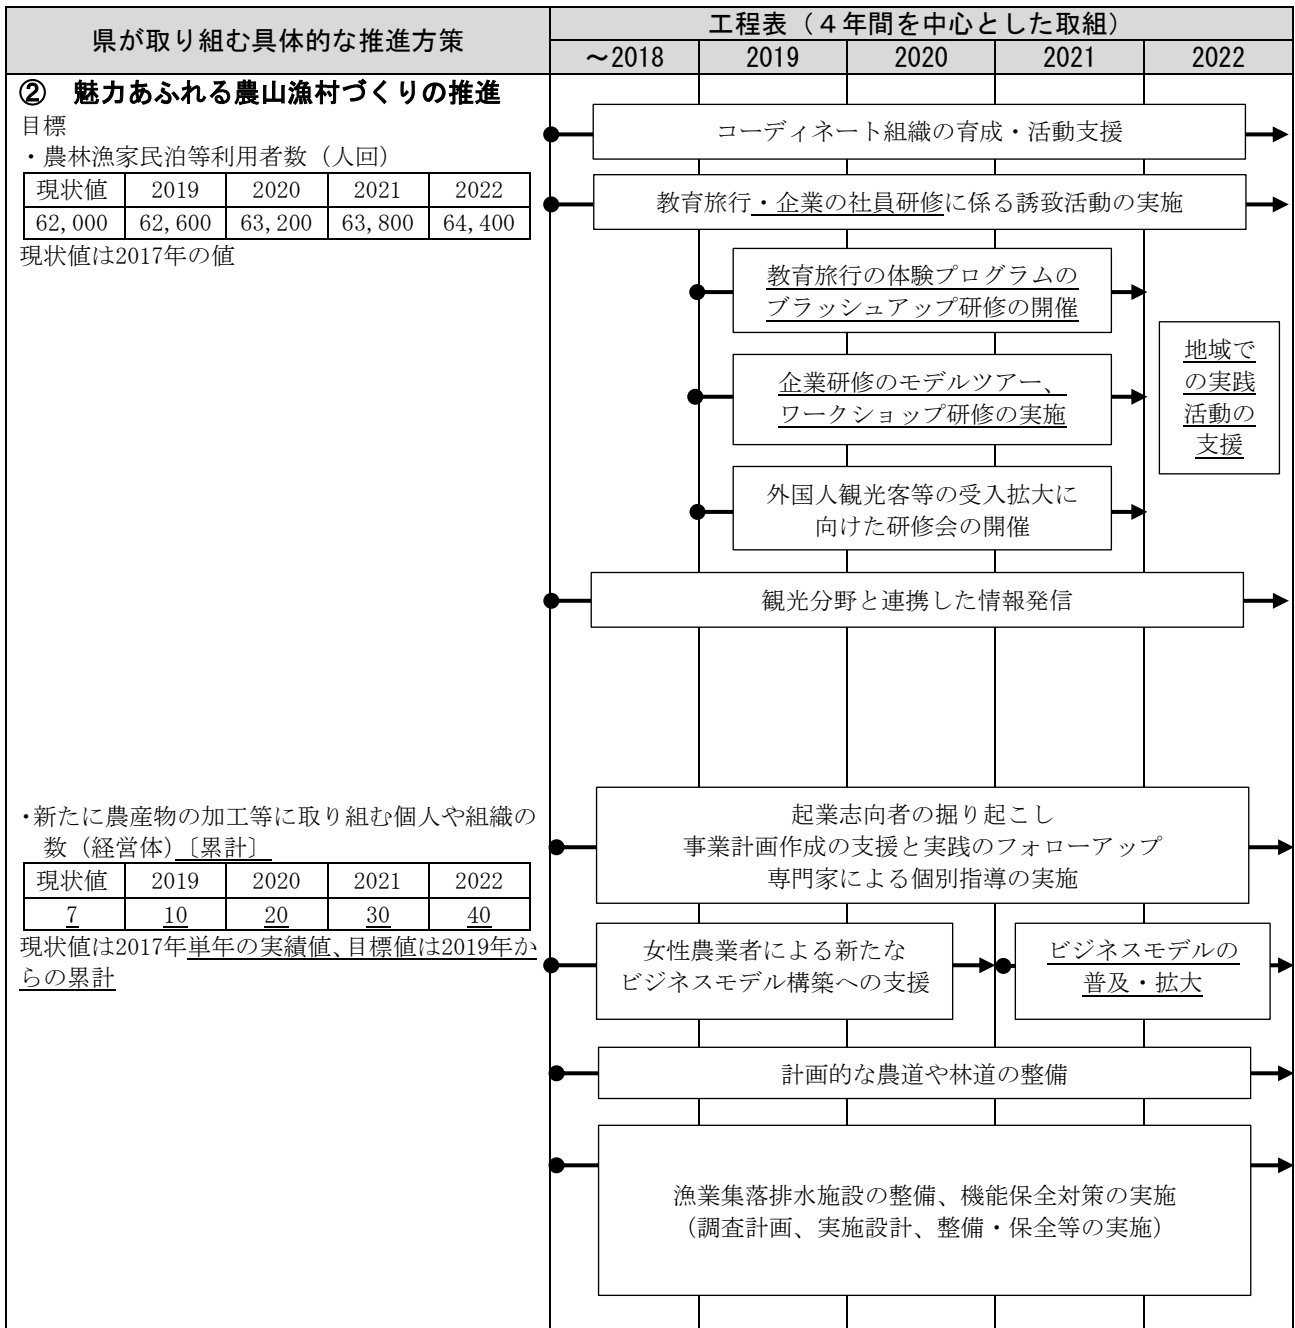 県が取り組む具体的な推進方策
工程表（４年間を中心とした取組）
～2018 2019 2020 2021 2022
② 魅力あふれる農山漁村づくりの推進
目標
・農林漁家民泊等利用者数（人回）
現状値 2019 2020 2021 2022
62,000 62,600 63,200 63,800 64,400
現状値は2017年の値
コーディネート組織の育成・活動支援
教育旅行・企業の社員研修に係る誘致活動の実施
教育旅行の体験プログラムの
ブラッシュアップ研修の開催
企業研修のモデルツアー、
ワークショップ研修の実施
外国人観光客等の受入拡大に
向けた研修会の開催
地域で
の実践
活動の
支援
観光分野と連携した情報発信
・新たに農産物の加工等に取り組む個人や組織の
数（経営体）〔累計〕
現状値 2019 2020 2021 2022
7 10 20 30 40
現状値は2017年単年の実績値、目標値は2019年か
らの累計
起業志向者の掘り起こし
事業計画作成の支援と実践のフォローアップ
専門家による個別指導の実施
女性農業者による新たな
ビジネスモデル構築への支援
ビジネスモデルの
普及・拡大
計画的な農道や林道の整備
漁業集落排水施設の整備、機能保全対策の実施
（調査計画、実施設計、整備・保全等の実施）